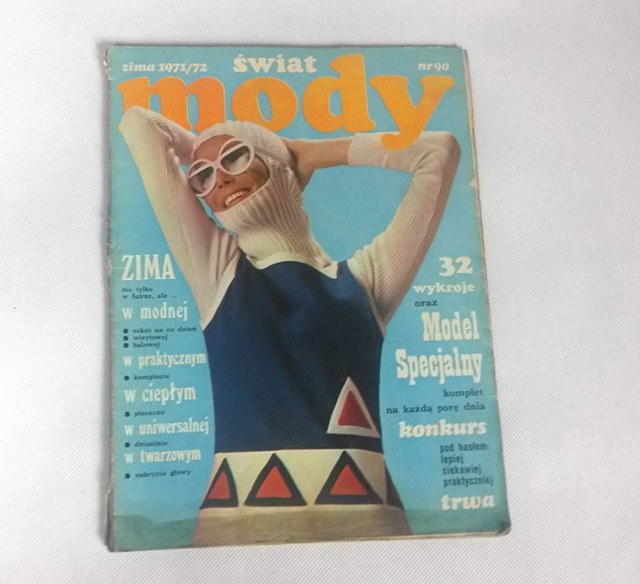 zima 1971/72
świat
nr 90
mody
ZIMA
nie tylko
w futrze, ale ...
w modnej
• sukni na co dzień
• wizytowej
• balowej
w praktycznym
• komplecie
w ciepłym
• płaszczu
w uniwersalnej
• dzianinie
w twarzowym
• nakryciu głowy
32
wykroje
oraz
Model
Specjalny
komplet
na każdą porę dnia
konkurs
pod hasłem:
lepiej
ciekawiej
praktyczniej
trwa